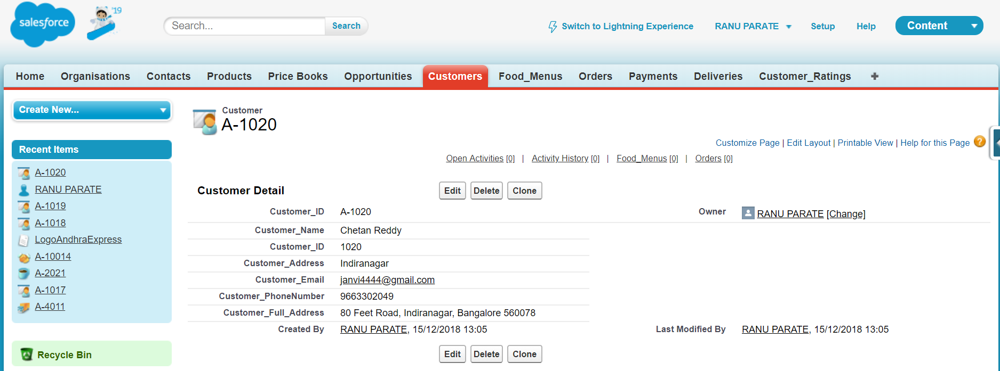 salesforce
'19
Search...
Search
Switch to Lightning Experience
RANU PARATE
Setup
Help
Content
Home
Organisations
Contacts
Products
Price Books
Opportunities
Customers
Food_Menus
Orders
Payments
Deliveries
Customer_Ratings
+
Create New...
Recent Items
A-1020
RANU PARATE
A-1019
A-1018
LogoAndhraExpress
A-10014
A-2021
A-1017
A-4011
Recycle Bin
Customer
A-1020
Customize Page | Edit Layout | Printable View | Help for this Page ?
Open Activities [0] | Activity History [0] | Food_Menus [0] | Orders [0]
Customer Detail
Edit Delete Clone
Customer_ID A-1020
Owner RANU PARATE [Change]
Customer_Name Chetan Reddy
Customer_ID 1020
Customer_Address Indiranagar
Customer_Email janvi4444@gmail.com
Customer_PhoneNumber 9663302049
Customer_Full_Address 80 Feet Road, Indiranagar, Bangalore 560078
Created By RANU PARATE, 15/12/2018 13:05
Last Modified By RANU PARATE, 15/12/2018 13:05
Edit Delete Clone